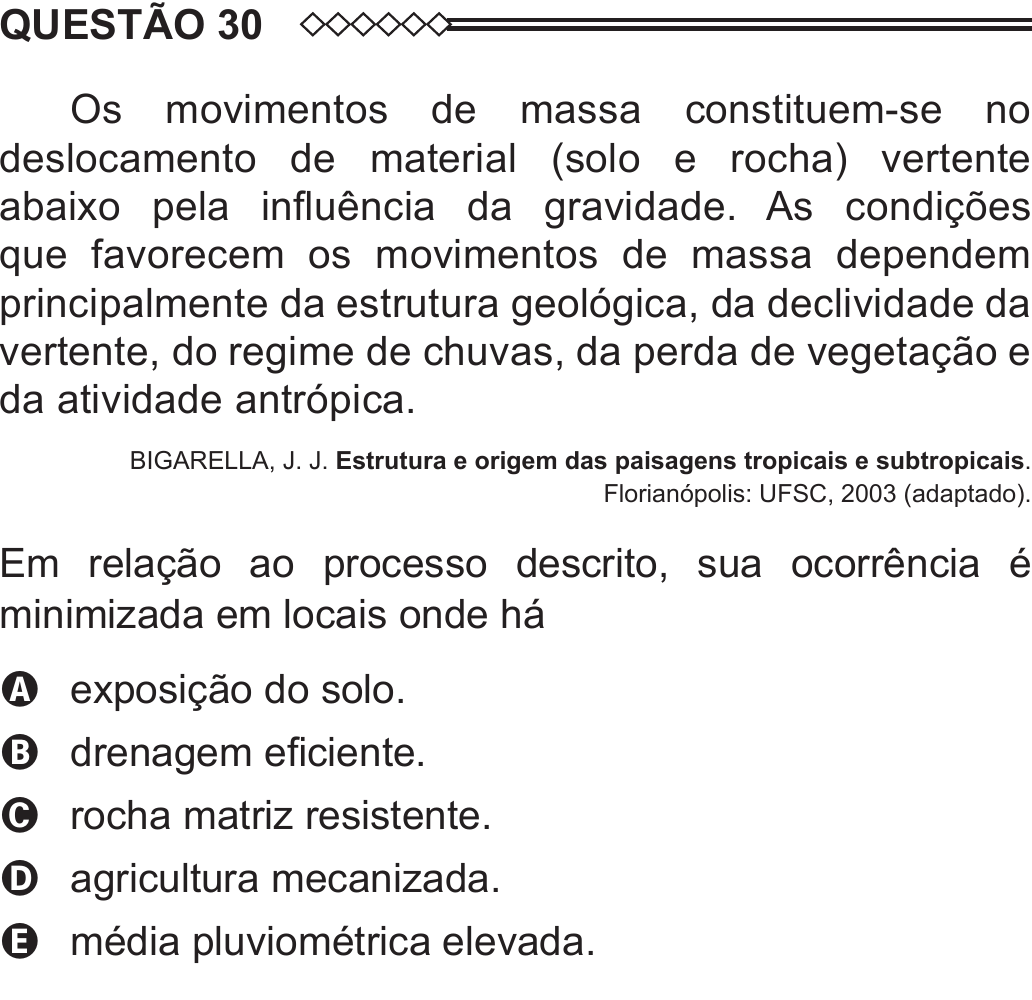 QUESTÃO 30
Os movimentos de massa constituem-se no
deslocamento de material (solo e rocha) vertente
abaixo pela influência da gravidade. As condições
que favorecem os movimentos de massa dependem
principalmente da estrutura geológica, da declividade da
vertente, do regime de chuvas, da perda de vegetação e
da atividade antrópica.
BIGARELLA, J. J. Estrutura e origem das paisagens tropicais e subtropicais.
Florianópolis: UFSC, 2003 (adaptado).
Em relação ao processo descrito, sua ocorrência é
minimizada em locais onde há
A exposição do solo.
B drenagem eficiente.
C rocha matriz resistente.
D agricultura mecanizada.
E média pluviométrica elevada.